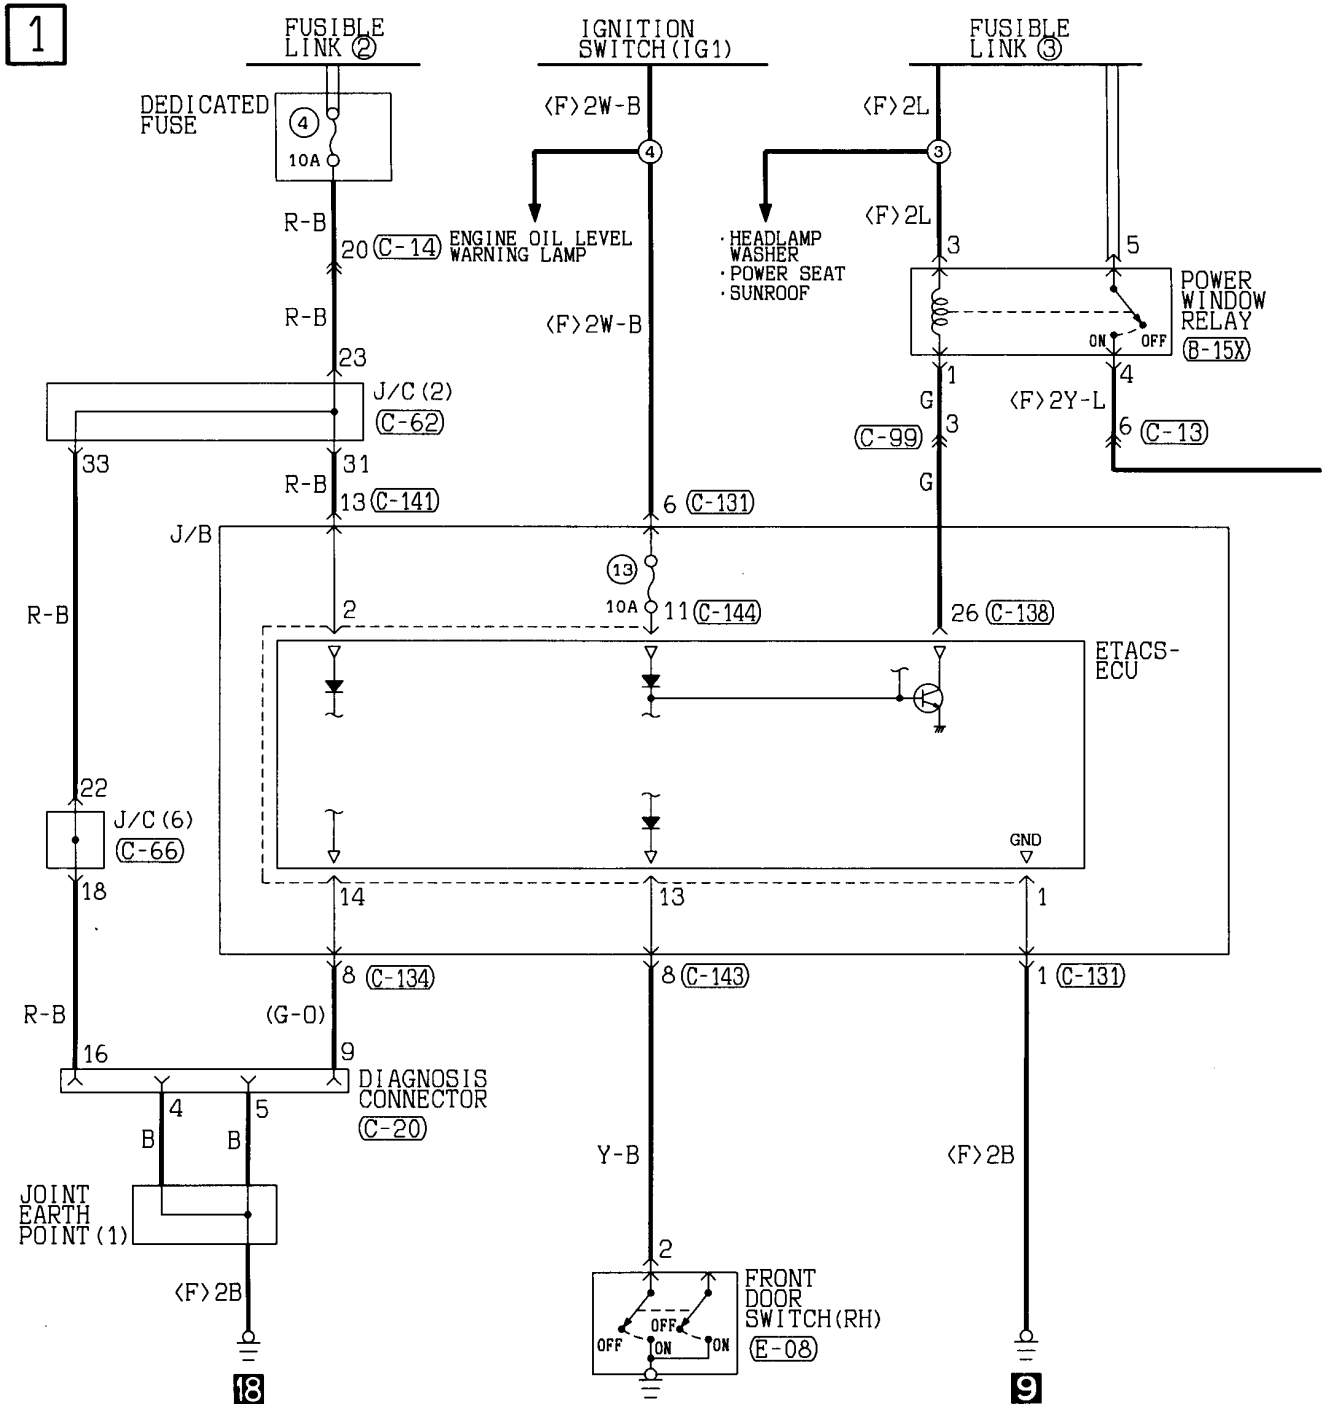 1
FUSIBLE
LINK ②
IGNITION
SWITCH(IG1)
FUSIBLE
LINK ③
DEDICATED
FUSE
④
10A
<F>2W-B
④
<F>2L
③
R-B
<F>2L
20 (C-14)
ENGINE OIL LEVEL
WARNING LAMP
·HEADLAMP
WASHER
·POWER SEAT
·SUNROOF
3
5
POWER
WINDOW
RELAY
(B-15X)
ON
OFF
R-B
<F>2W-B
23
J/C(2)
(C-62)
1
4
G
<F>2Y-L
3
(C-99)
6 (C-13)
33
31
R-B
13 (C-141)
6 (C-131)
G
J/B
⑬
10A
2
11 (C-144)
26 (C-138)
R-B
ETACS-
ECU
22
J/C(6)
(C-66)
18
GND
14
13
1
8 (C-134)
8 (C-143)
1 (C-131)
R-B
(G-O)
16
9
DIAGNOSIS
CONNECTOR
(C-20)
4
5
B
B
Y-B
<F>2B
JOINT
EARTH
POINT(1)
<F>2B
2
FRONT
DOOR
SWITCH(RH)
(E-08)
OFF
ON
OFF
ON
18
9